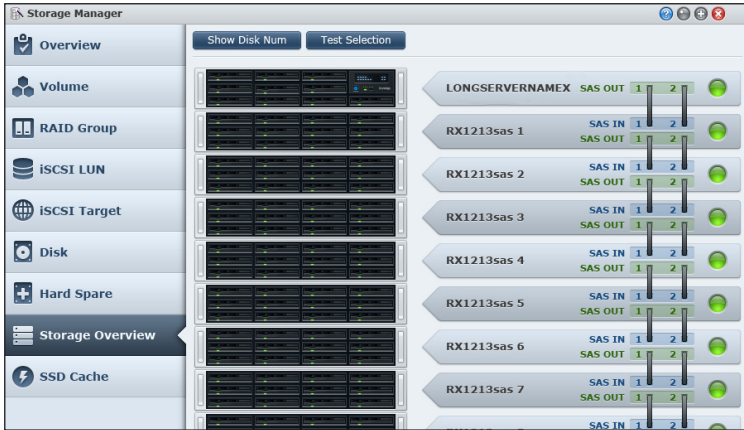 Storage Manager
Overview
Volume
RAID Group
iSCSI LUN
iSCSI Target
Disk
Hard Spare
Storage Overview
SSD Cache
Show Disk Num
Test Selection
LONGSERVERNAMEX SAS OUT 1 2
RX1213sas 1
SAS IN 1 2
SAS OUT 1 2
RX1213sas 2
SAS IN 1 2
SAS OUT 1 2
RX1213sas 3
SAS IN 1 2
SAS OUT 1 2
RX1213sas 4
SAS IN 1 2
SAS OUT 1 2
RX1213sas 5
SAS IN 1 2
SAS OUT 1 2
RX1213sas 6
SAS IN 1 2
SAS OUT 1 2
RX1213sas 7
SAS IN 1 2
SAS OUT 1 2
SAS IN 1 2